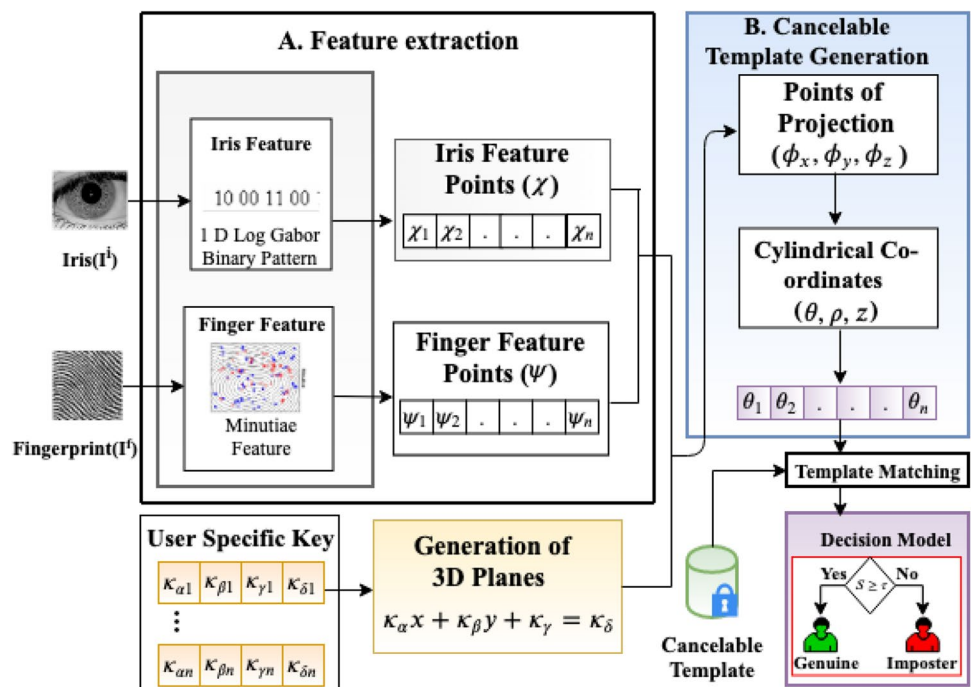 A. Feature extraction
Iris(Iⁱ)
Fingerprint(Iᶠ)
Iris Feature
10 00 11 00
1 D Log Gabor
Binary Pattern
Finger Feature
Minutiae
Feature
Iris Feature
Points (χ)
χ₁ χ₂ . . . χₙ
Finger Feature
Points (Ψ)
ψ₁ ψ₂ . . . ψₙ
User Specific Key
κα1 κβ1 κγ1 κδ1
⋮
καn κβn κγn κδn
Generation of
3D Planes
καx + κβy + κγ = κδ
B. Cancelable
Template Generation
Points of
Projection
(ϕx, ϕy, ϕz )
Cylindrical Co-
ordinates
(θ, ρ, z)
θ₁ θ₂ . . . θₙ
Template Matching
Cancelable
Template
Decision Model
Yes
S ≥ τ
No
Genuine
Imposter